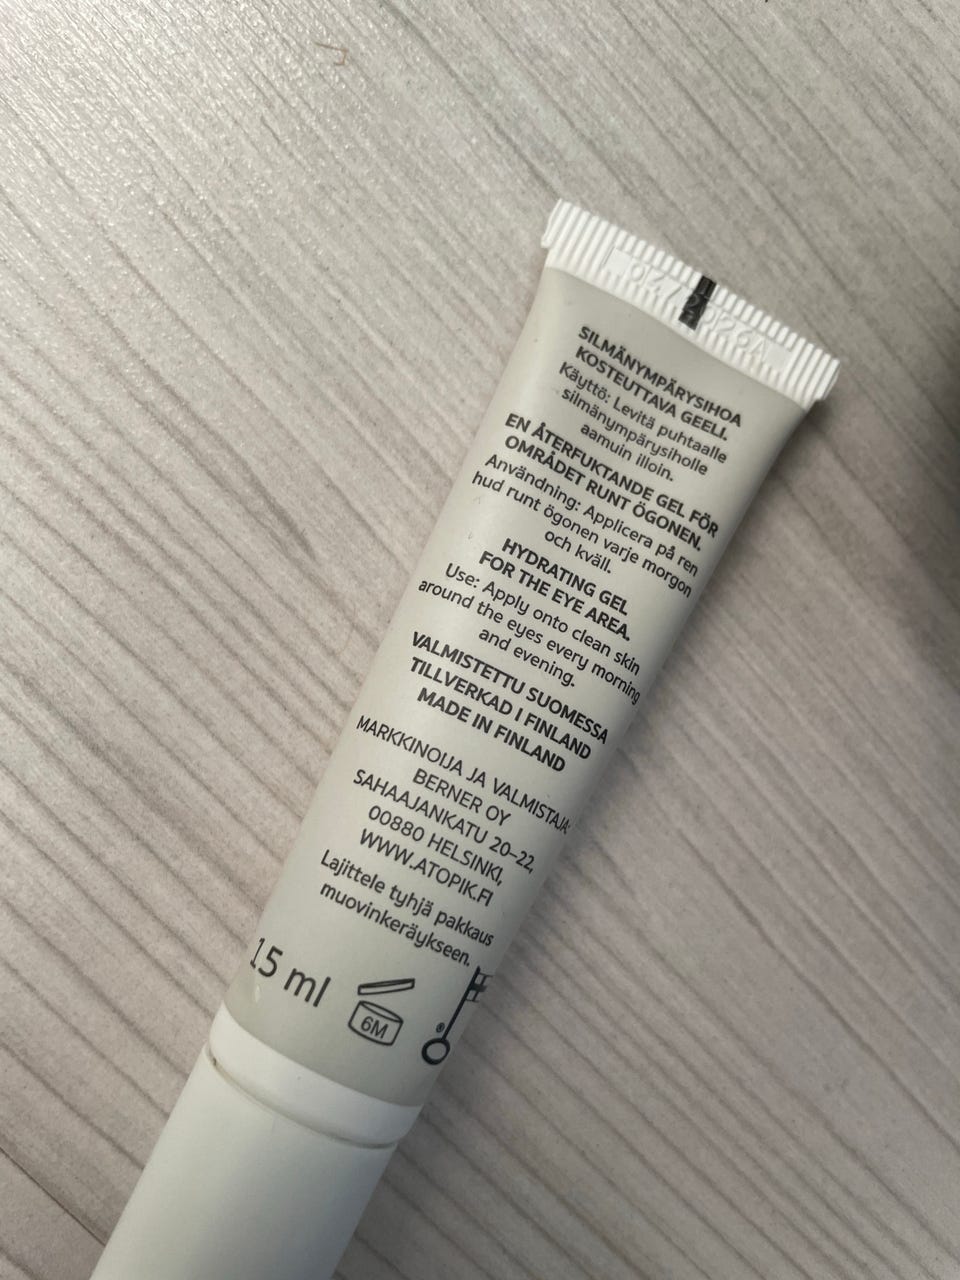 SILMÄNYMPÄRYSIHOA
KOSTEUTTAVA GEELI.
Käyttö: Levitä puhtaalle
silmänympärysiholle
aamuin illoin.
EN ÅTERFUKTANDE GEL FÖR
OMRÅDET RUNT ÖGONEN.
Användning: Applicera på ren
hud runt ögonen varje morgon
och kväll.
HYDRATING GEL
FOR THE EYE AREA.
Use: Apply onto clean skin
around the eyes every morning
and evening.
VALMISTETTU SUOMESSA
TILLVERKAD I FINLAND
MADE IN FINLAND
MARKKINOIJA JA VALMISTAJA:
BERNER OY
SAHAAJANKATU 20–22,
00880 HELSINKI,
WWW.ATOPIK.FI
Lajittele tyhjä pakkaus
muovinkeräykseen.
15 ml
6M
®